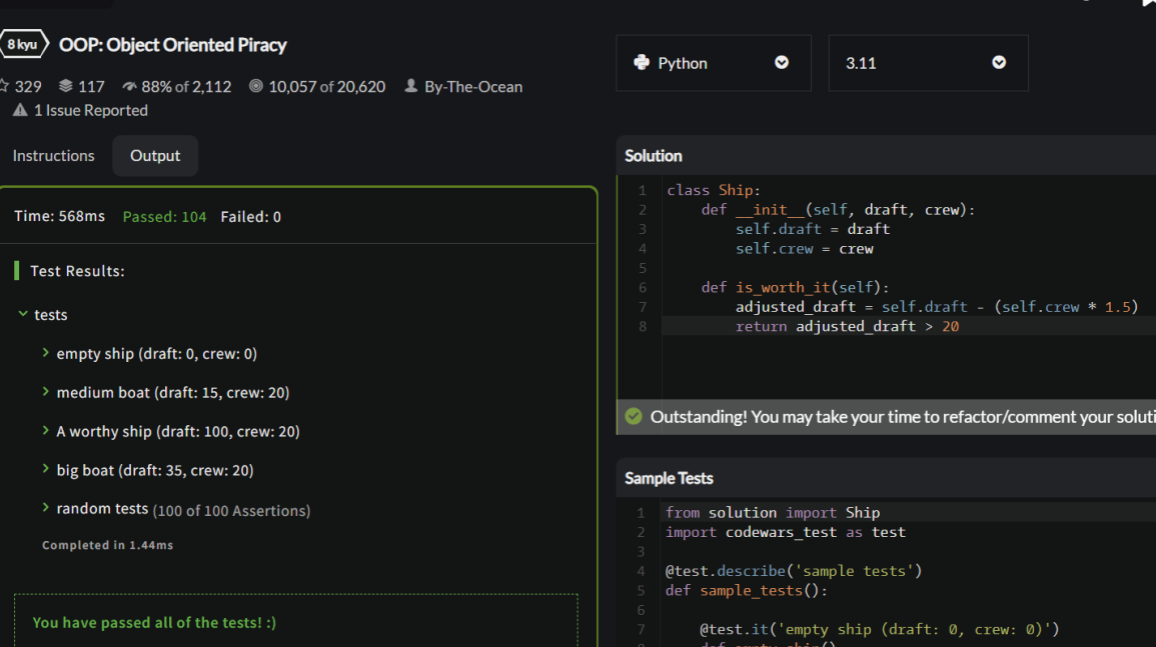 8 kyu OOP: Object Oriented Piracy
329 117 88% of 2,112 10,057 of 20,620 By-The-Ocean
1 Issue Reported
Instructions Output
Time: 568ms Passed: 104 Failed: 0
Test Results:
tests
empty ship (draft: 0, crew: 0)
medium boat (draft: 15, crew: 20)
A worthy ship (draft: 100, crew: 20)
big boat (draft: 35, crew: 20)
random tests (100 of 100 Assertions)
Completed in 1.44ms
You have passed all of the tests! :)
Python 3.11
Solution
1 class Ship:
2 def __init__(self, draft, crew):
3 self.draft = draft
4 self.crew = crew
5
6 def is_worth_it(self):
7 adjusted_draft = self.draft - (self.crew * 1.5)
8 return adjusted_draft > 20
Outstanding! You may take your time to refactor/comment your soluti
Sample Tests
1 from solution import Ship
2 import codewars_test as test
3
4 @test.describe('sample tests')
5 def sample_tests():
6
7 @test.it('empty ship (draft: 0, crew: 0)')